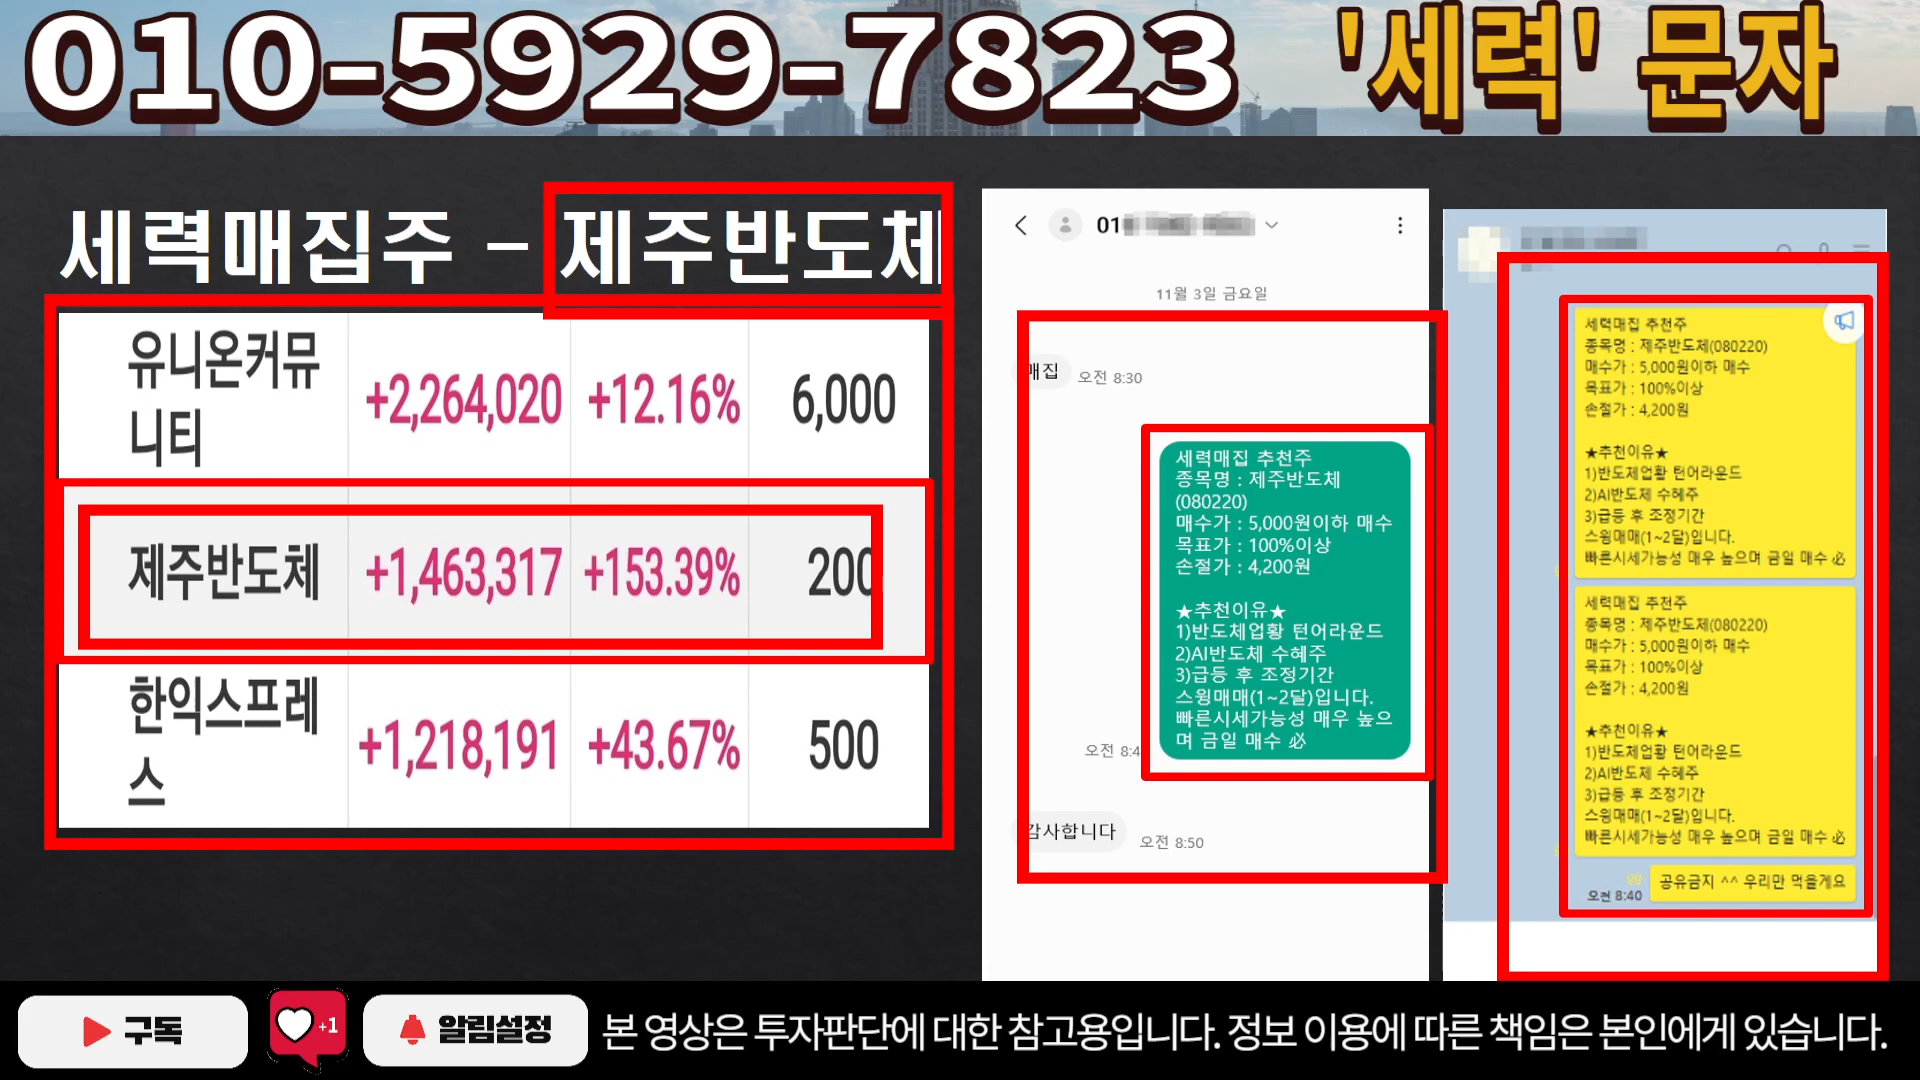 010-5929-7823 '세력' 문자
세력매집주 - 제주반도체
유니온커뮤
니티
+2,264,020 +12.16% 6,000
제주반도체 +1,463,317 +153.39% 200
한익스프레
스
+1,218,191 +43.67% 500
01
11월 3일 금요일
매집 오전 8:30
세력매집 추천주
종목명 : 제주반도체
(080220)
매수가 : 5,000원이하 매수
목표가 : 100%이상
손절가 : 4,200원
★추천이유★
1)반도체업황 턴어라운드
2)AI반도체 수혜주
3)급등 후 조정기간
스윙매매(1~2달)입니다.
빠른시세가능성 매우 높으
며 금일 매수 必
오전 8:4
감사합니다 오전 8:50
세력매집 추천주
종목명 : 제주반도체(080220)
매수가 : 5,000원이하 매수
목표가 : 100%이상
손절가 : 4,200원
★추천이유★
1)반도체업황 턴어라운드
2)AI반도체 수혜주
3)급등 후 조정기간
스윙매매(1~2달)입니다.
빠른시세가능성 매우 높으며 금일 매수 必
세력매집 추천주
종목명 : 제주반도체(080220)
매수가 : 5,000원이하 매수
목표가 : 100%이상
손절가 : 4,200원
★추천이유★
1)반도체업황 턴어라운드
2)AI반도체 수혜주
3)급등 후 조정기간
스윙매매(1~2달)입니다.
빠른시세가능성 매우 높으며 금일 매수 必
오전 8:40 공유금지 ^^ 우리만 먹을게요
구독 +1 알림설정 본 영상은 투자판단에 대한 참고용입니다. 정보 이용에 따른 책임은 본인에게 있습니다.